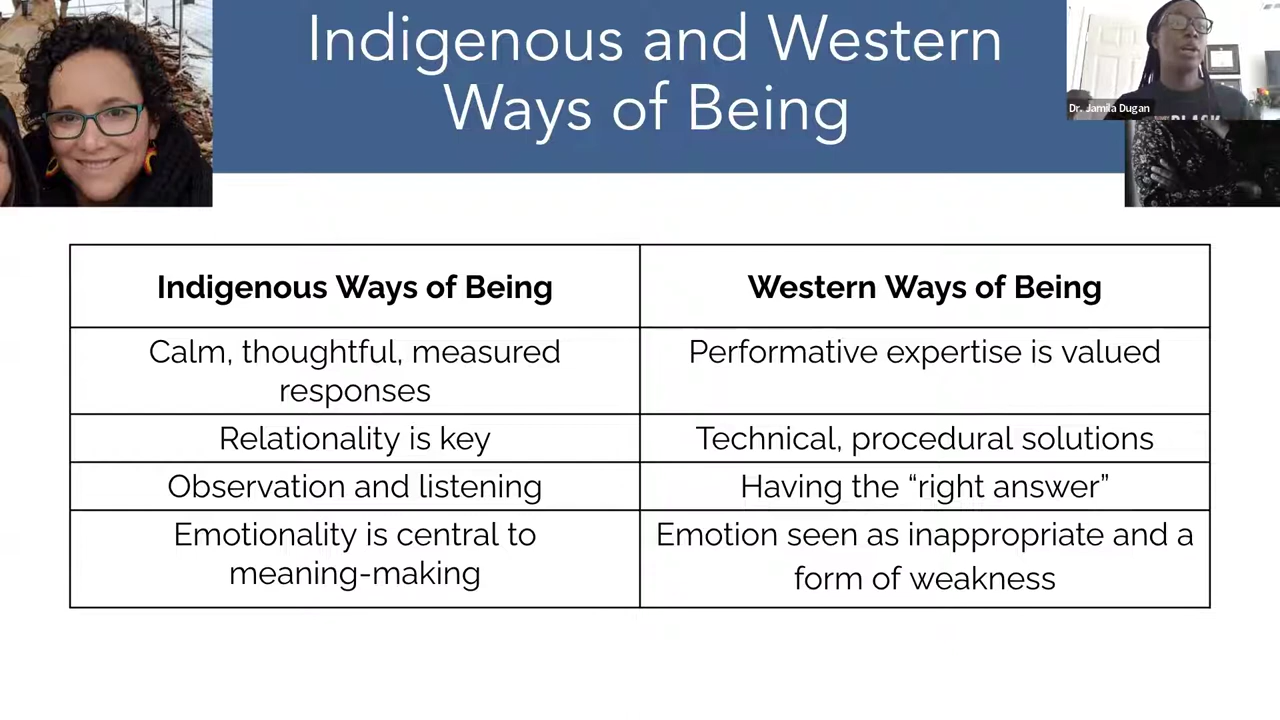 Indigenous and Western
Ways of Being
Dr. Jamila Dugan
BLACK
Indigenous Ways of Being
Western Ways of Being
Calm, thoughtful, measured
responses
Performative expertise is valued
Relationality is key
Technical, procedural solutions
Observation and listening
Having the “right answer”
Emotionality is central to
meaning-making
Emotion seen as inappropriate and a
form of weakness